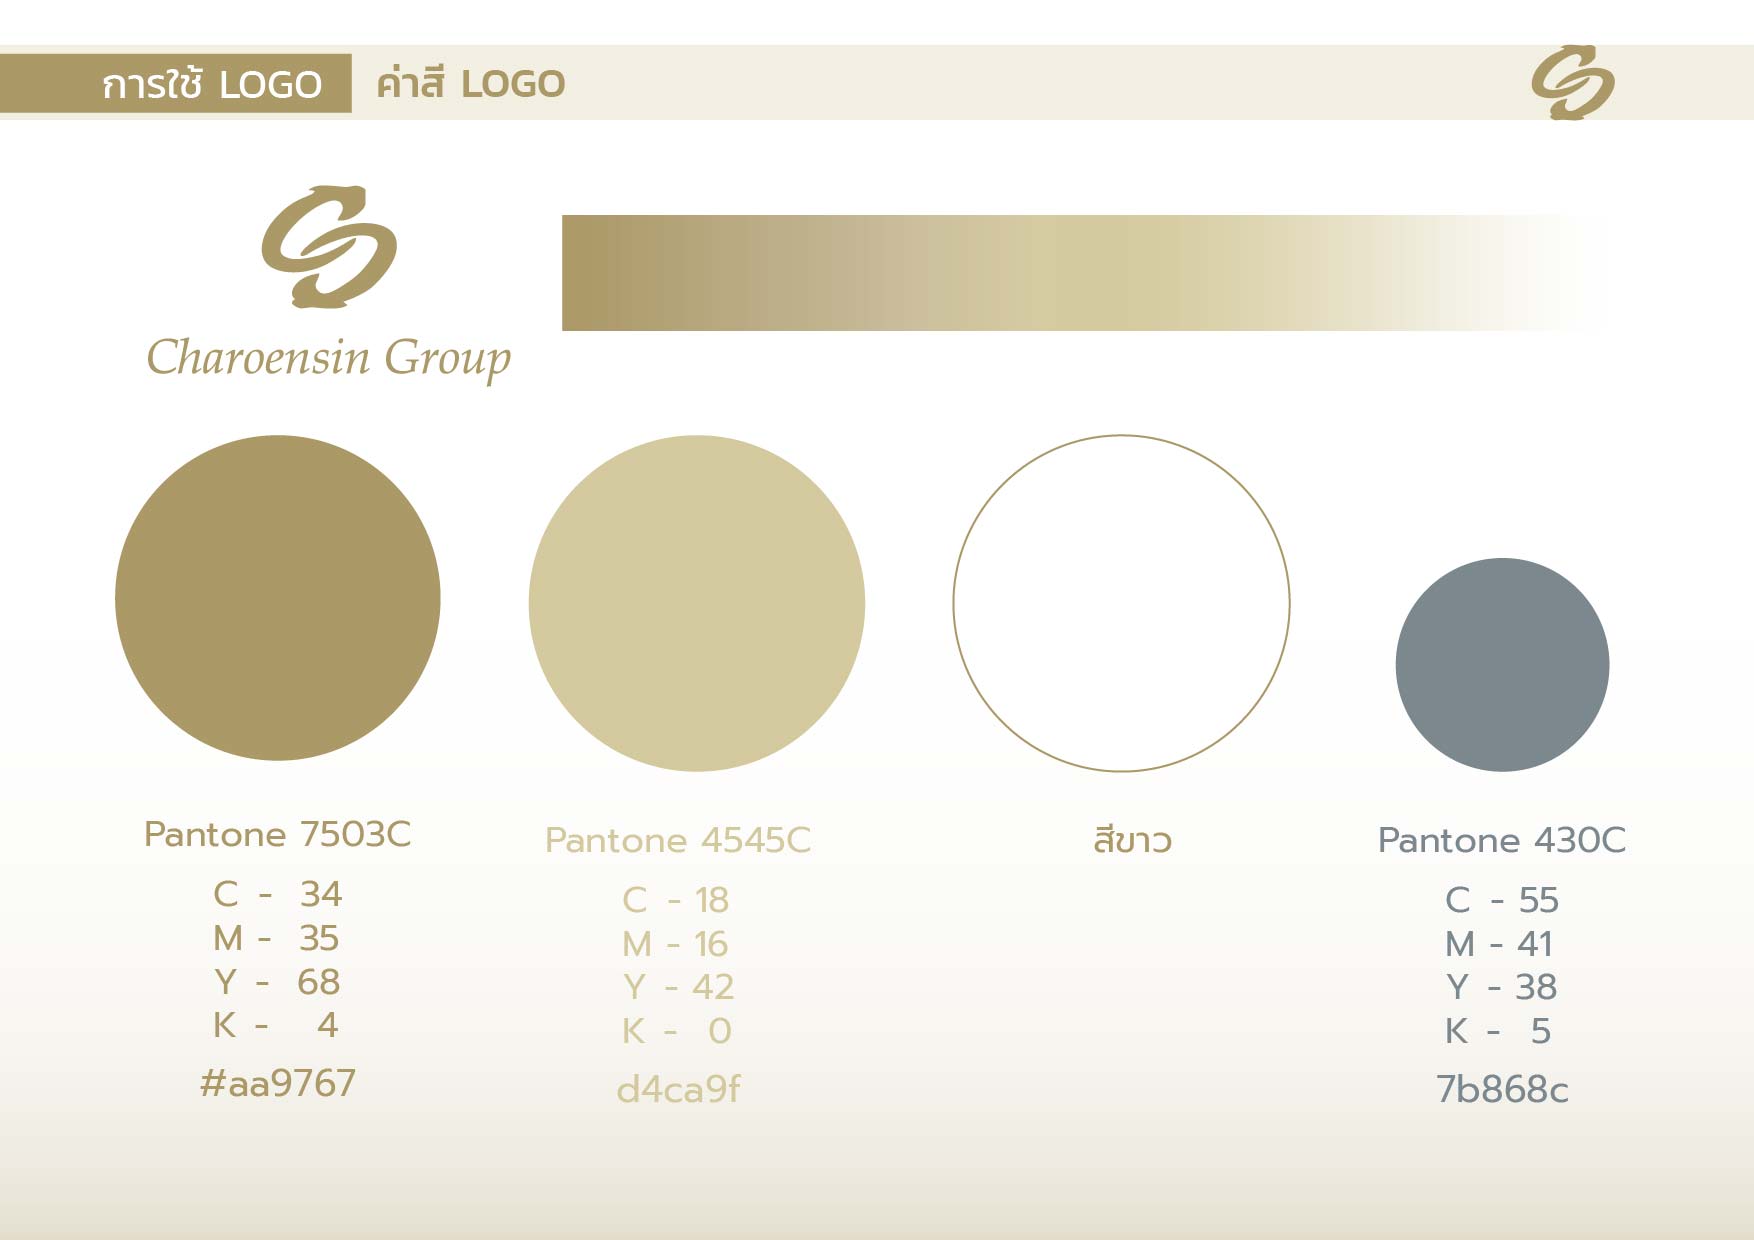 การใช้ LOGO ค่าสี LOGO
Charoensin Group
Pantone 7503C
C - 34
M - 35
Y - 68
K - 4
#aa9767
Pantone 4545C
C - 18
M - 16
Y - 42
K - 0
d4ca9f
สีขาว
Pantone 430C
C - 55
M - 41
Y - 38
K - 5
7b868c